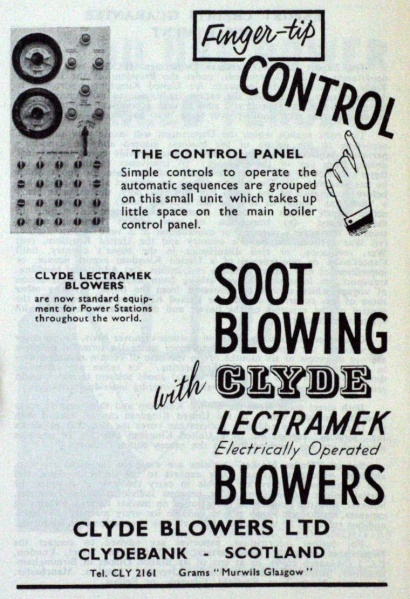 Finger-tip
CONTROL
THE CONTROL PANEL
Simple controls to operate the
automatic sequences are grouped
on this small unit which takes up
little space on the main boiler
control panel.
CLYDE LECTRAMEK
BLOWERS
are now standard equip-
ment for Power Stations
throughout the world.
SOOT
BLOWING
with CLYDE
LECTRAMEK
Electrically Operated
BLOWERS
CLYDE BLOWERS LTD
CLYDEBANK - SCOTLAND
Tel. CLY 2161 Grams "Murwils Glasgow"